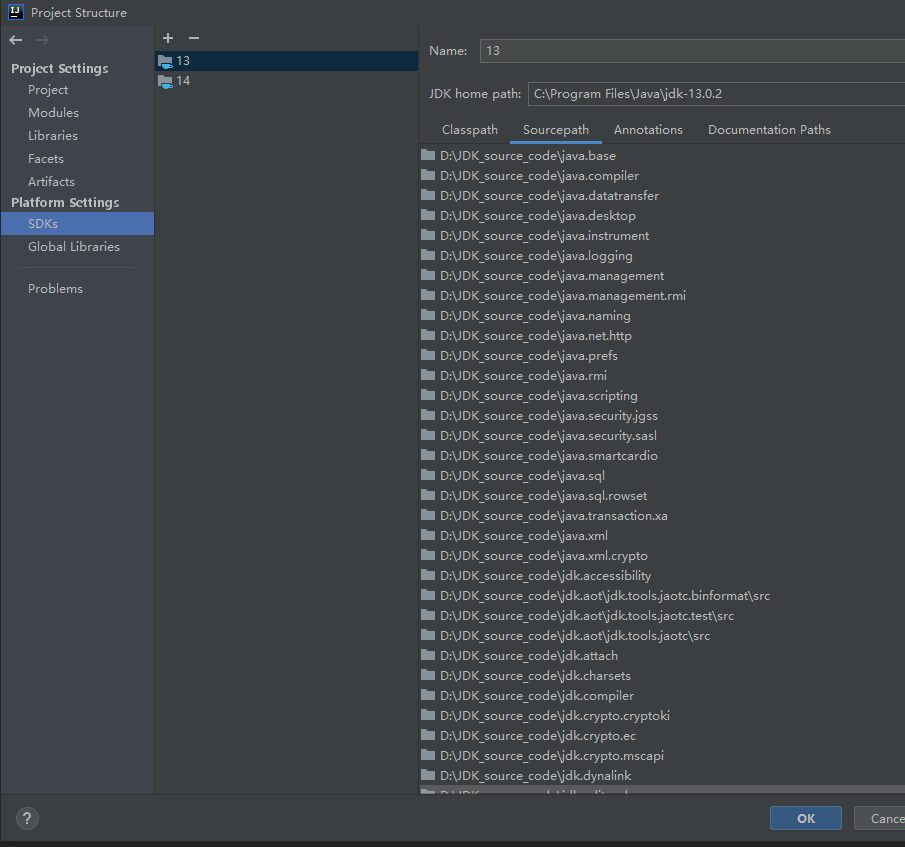 Project Structure
Project Settings
Project
Modules
Libraries
Facets
Artifacts
Platform Settings
SDKs
Global Libraries
Problems
13
14
Name: 13
JDK home path: C:\Program Files\Java\jdk-13.0.2
Classpath Sourcepath Annotations Documentation Paths
D:\JDK_source_code\java.base
D:\JDK_source_code\java.compiler
D:\JDK_source_code\java.datatransfer
D:\JDK_source_code\java.desktop
D:\JDK_source_code\java.instrument
D:\JDK_source_code\java.logging
D:\JDK_source_code\java.management
D:\JDK_source_code\java.management.rmi
D:\JDK_source_code\java.naming
D:\JDK_source_code\java.net.http
D:\JDK_source_code\java.prefs
D:\JDK_source_code\java.rmi
D:\JDK_source_code\java.scripting
D:\JDK_source_code\java.security.jgss
D:\JDK_source_code\java.security.sasl
D:\JDK_source_code\java.smartcardio
D:\JDK_source_code\java.sql
D:\JDK_source_code\java.sql.rowset
D:\JDK_source_code\java.transaction.xa
D:\JDK_source_code\java.xml
D:\JDK_source_code\java.xml.crypto
D:\JDK_source_code\jdk.accessibility
D:\JDK_source_code\jdk.aot\jdk.tools.jaotc.binformat\src
D:\JDK_source_code\jdk.aot\jdk.tools.jaotc.test\src
D:\JDK_source_code\jdk.aot\jdk.tools.jaotc\src
D:\JDK_source_code\jdk.attach
D:\JDK_source_code\jdk.charsets
D:\JDK_source_code\jdk.compiler
D:\JDK_source_code\jdk.crypto.cryptoki
D:\JDK_source_code\jdk.crypto.ec
D:\JDK_source_code\jdk.crypto.mscapi
D:\JDK_source_code\jdk.dynalink
?
OK Cance